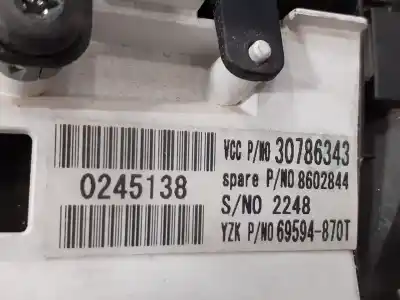 VCC P/NO 30786343
spare P/NO 8602844
0245138
S/NO 2248
YZK P/NO 69594-870T